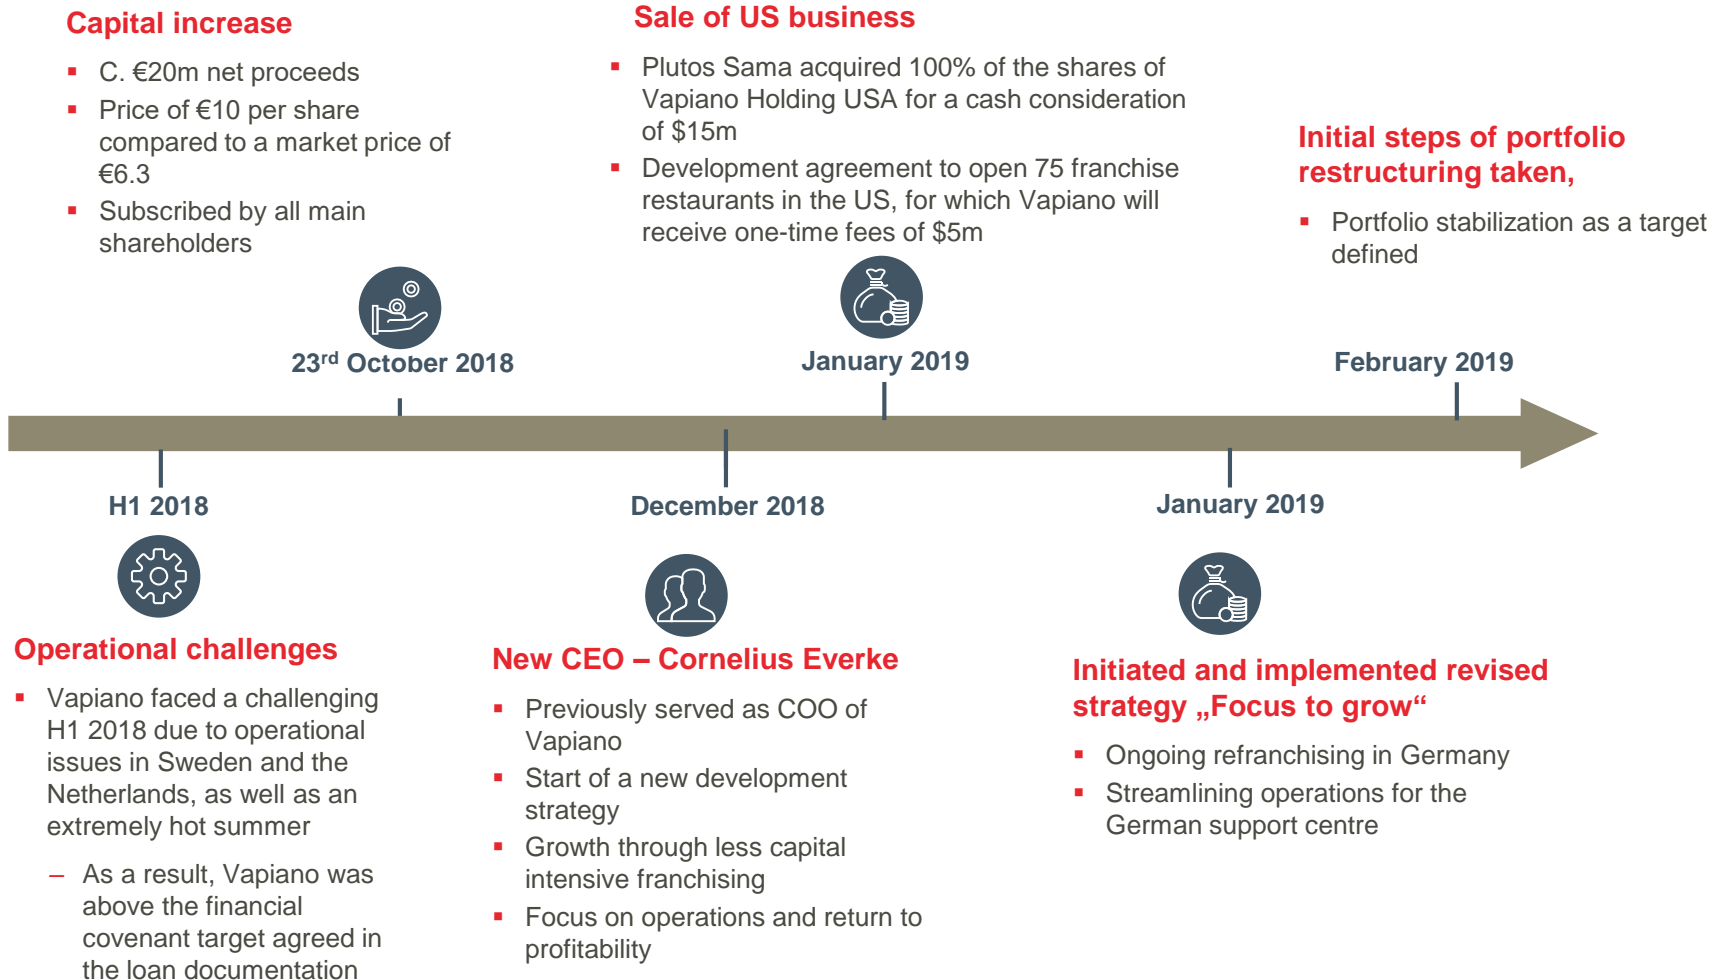 Capital increase
▪ C. €20m net proceeds
▪ Price of €10 per share
compared to a market price of
€6.3
▪ Subscribed by all main
shareholders
Sale of US business
▪ Plutos Sama acquired 100% of the shares of
Vapiano Holding USA for a cash consideration
of $15m
▪ Development agreement to open 75 franchise
restaurants in the US, for which Vapiano will
receive one-time fees of $5m
Initial steps of portfolio
restructuring taken,
▪ Portfolio stabilization as a target
defined
23rd October 2018
January 2019
February 2019
H1 2018
December 2018
January 2019
Operational challenges
▪ Vapiano faced a challenging
H1 2018 due to operational
issues in Sweden and the
Netherlands, as well as an
extremely hot summer
– As a result, Vapiano was
above the financial
covenant target agreed in
the loan documentation
New CEO – Cornelius Everke
▪ Previously served as COO of
Vapiano
▪ Start of a new development
strategy
▪ Growth through less capital
intensive franchising
▪ Focus on operations and return to
profitability
Initiated and implemented revised
strategy „Focus to grow“
▪ Ongoing refranchising in Germany
▪ Streamlining operations for the
German support centre